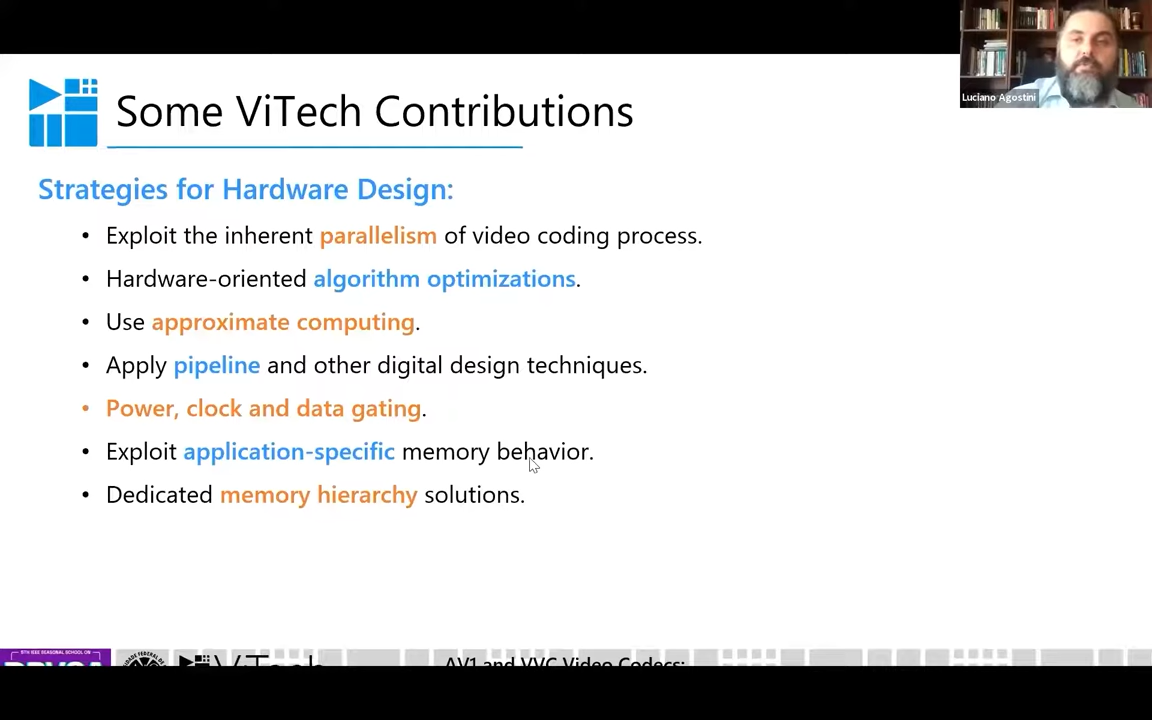 Luciano Agostini
Some ViTech Contributions
Strategies for Hardware Design:
• Exploit the inherent parallelism of video coding process.
• Hardware-oriented algorithm optimizations.
• Use approximate computing.
• Apply pipeline and other digital design techniques.
• Power, clock and data gating.
• Exploit application-specific memory behavior.
• Dedicated memory hierarchy solutions.
ViTech
AV1 and VVC Video Codecs: